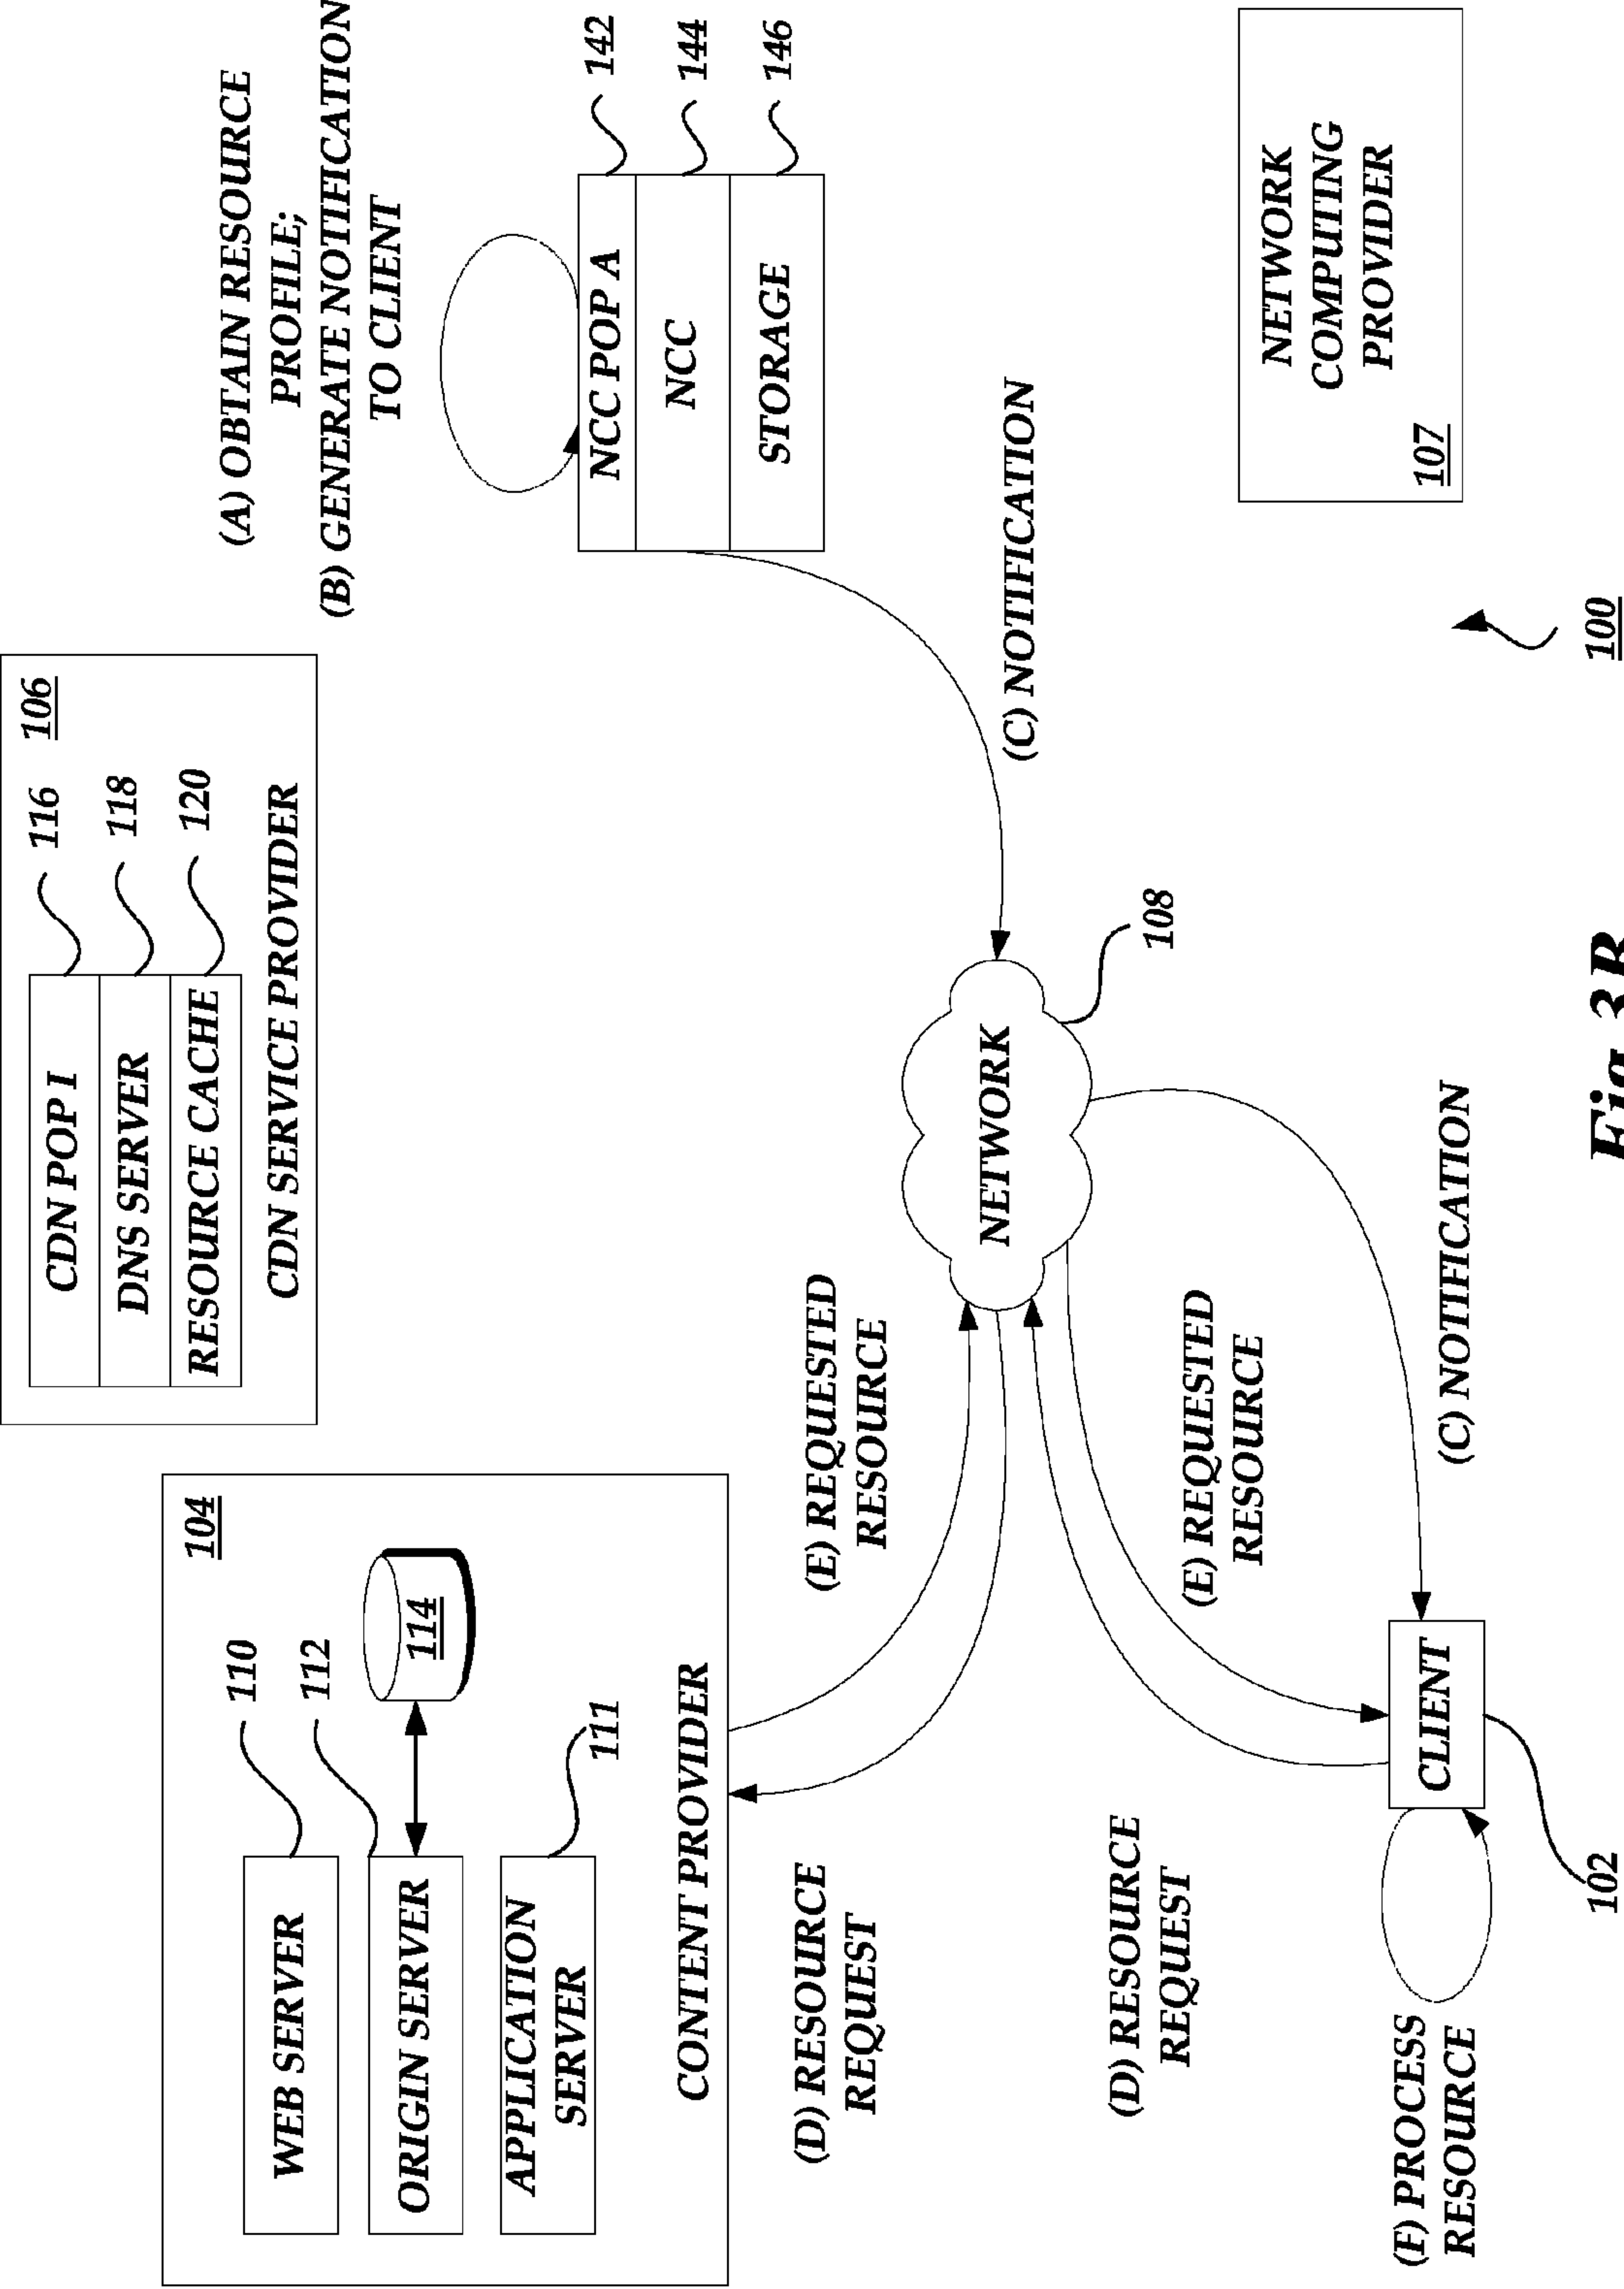 104
110
WEB SERVER
112
ORIGIN SERVER
114
APPLICATION
SERVER
111
CONTENT PROVIDER
116
106
CDN POP 1
118
DNS SERVER
120
RESOURCE CACHE
CDN SERVICE PROVIDER
(A) OBTAIN RESOURCE
PROFILE;
(B) GENERATE NOTIFICATION
TO CLIENT
NCC POP A
142
NCC
144
STORAGE
146
(D) RESOURCE
REQUEST
(E) REQUESTED
RESOURCE
NETWORK
108
(C) NOTIFICATION
(D) RESOURCE
REQUEST
(E) REQUESTED
RESOURCE
(C) NOTIFICATION
NETWORK
COMPUTING
PROVIDER
107
(F) PROCESS
RESOURCE
CLIENT
102
100
Fig.3B.